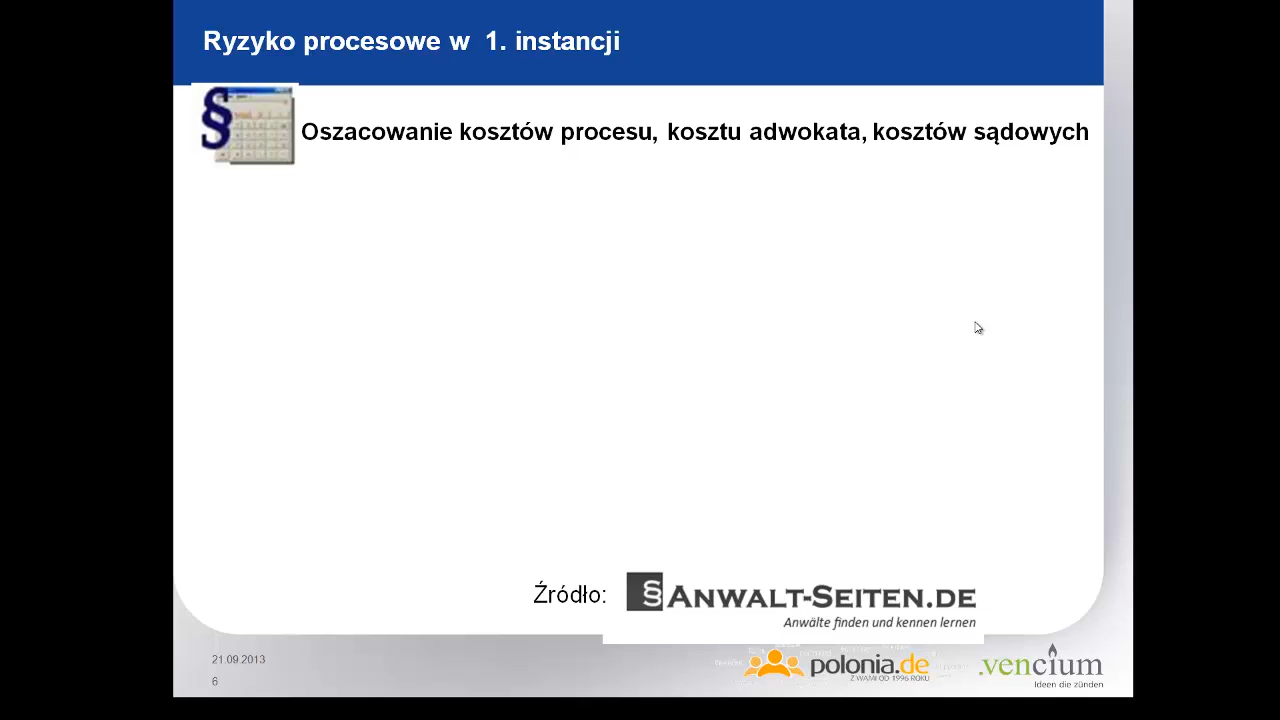 Ryzyko procesowe w 1. instancji
Oszacowanie kosztów procesu, kosztu adwokata, kosztów sądowych
Źródło:
§ ANWALT-SEITEN.DE
Anwälte finden und kennen lernen
21.09.2013
6
polonia.de
Z WAMI OD 1996 ROKU
.vencium
Ideen die zünden